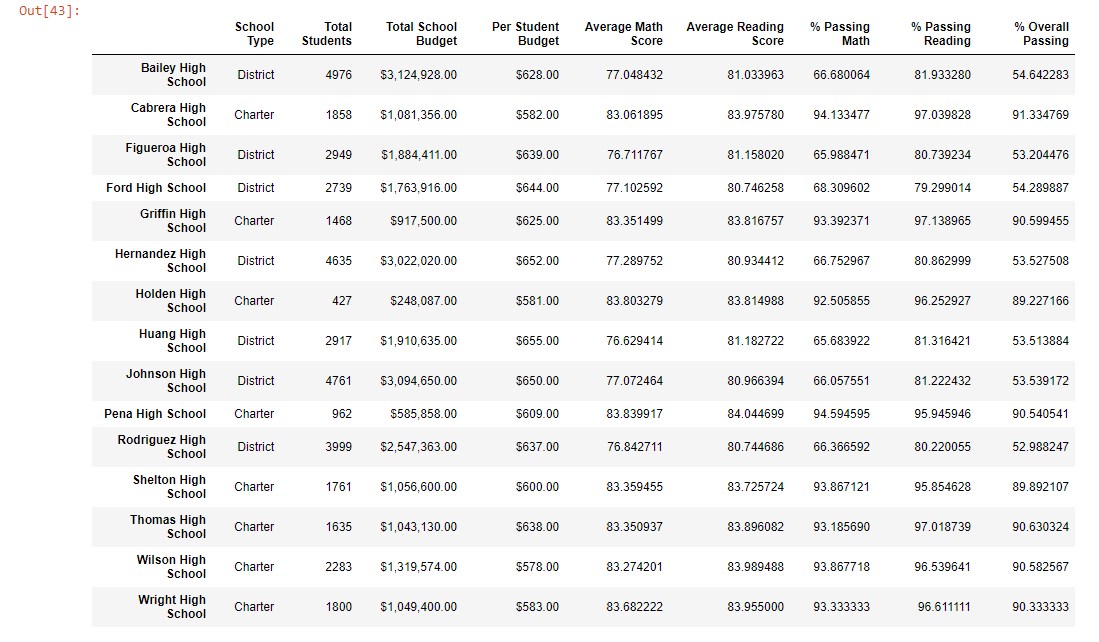 Out[43]:
School Type Total Students Total School Budget Per Student Budget Average Math Score Average Reading Score % Passing Math % Passing Reading % Overall Passing
Bailey High School District 4976 $3,124,928.00 $628.00 77.048432 81.033963 66.680064 81.933280 54.642283
Cabrera High School Charter 1858 $1,081,356.00 $582.00 83.061895 83.975780 94.133477 97.039828 91.334769
Figueroa High School District 2949 $1,884,411.00 $639.00 76.711767 81.158020 65.988471 80.739234 53.204476
Ford High School District 2739 $1,763,916.00 $644.00 77.102592 80.746258 68.309602 79.299014 54.289887
Griffin High School Charter 1468 $917,500.00 $625.00 83.351499 83.816757 93.392371 97.138965 90.599455
Hernandez High School District 4635 $3,022,020.00 $652.00 77.289752 80.934412 66.752967 80.862999 53.527508
Holden High School Charter 427 $248,087.00 $581.00 83.803279 83.814988 92.505855 96.252927 89.227166
Huang High School District 2917 $1,910,635.00 $655.00 76.629414 81.182722 65.683922 81.316421 53.513884
Johnson High School District 4761 $3,094,650.00 $650.00 77.072464 80.966394 66.057551 81.222432 53.539172
Pena High School Charter 962 $585,858.00 $609.00 83.839917 84.044699 94.594595 95.945946 90.540541
Rodriguez High School District 3999 $2,547,363.00 $637.00 76.842711 80.744686 66.366592 80.220055 52.988247
Shelton High School Charter 1761 $1,056,600.00 $600.00 83.359455 83.725724 93.867121 95.854628 89.892107
Thomas High School Charter 1635 $1,043,130.00 $638.00 83.350937 83.896082 93.185690 97.018739 90.630324
Wilson High School Charter 2283 $1,319,574.00 $578.00 83.274201 83.989488 93.867718 96.539641 90.582567
Wright High School Charter 1800 $1,049,400.00 $583.00 83.682222 83.955000 93.333333 96.611111 90.333333